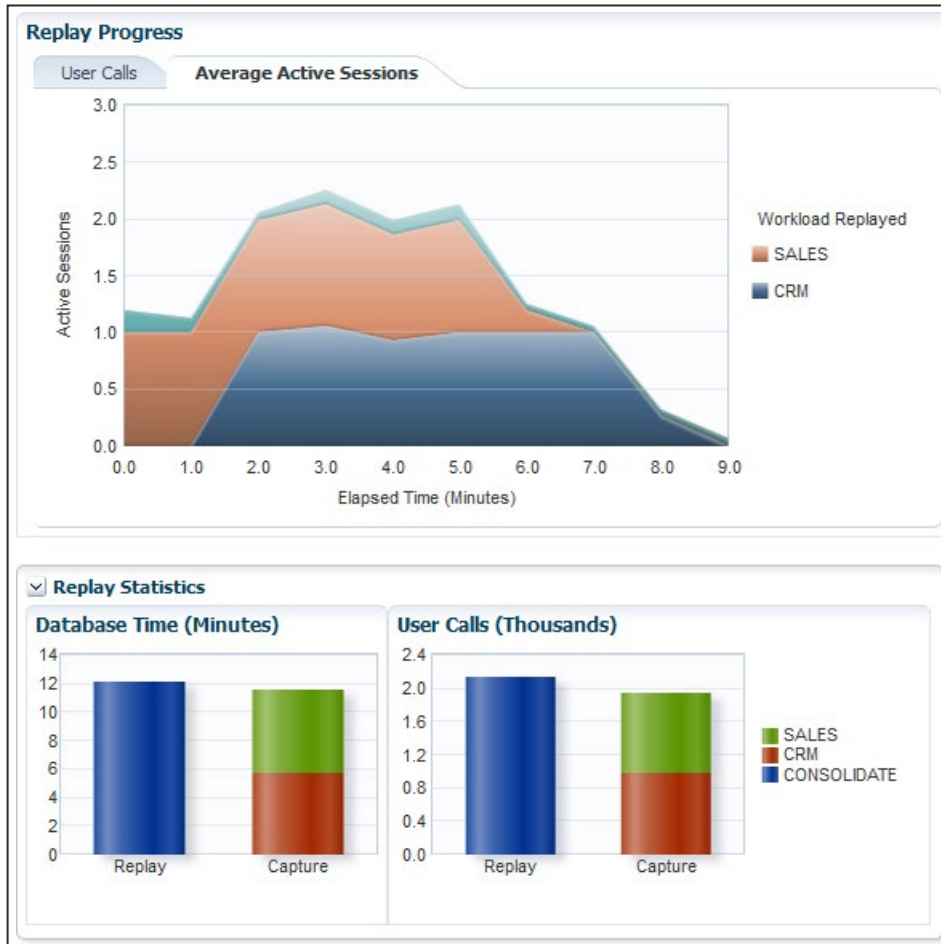 Replay Progress
User Calls
Average Active Sessions
3.0
2.5
2.0
1.5
1.0
0.5
0.0
Active Sessions
0.0 1.0 2.0 3.0 4.0 5.0 6.0 7.0 8.0 9.0
Elapsed Time (Minutes)
Workload Replayed
SALES
CRM
Replay Statistics
Database Time (Minutes)
14
12
10
8
6
4
2
0
Replay Capture
User Calls (Thousands)
2.4
2.0
1.6
1.2
0.8
0.4
0.0
Replay Capture
SALES
CRM
CONSOLIDATE